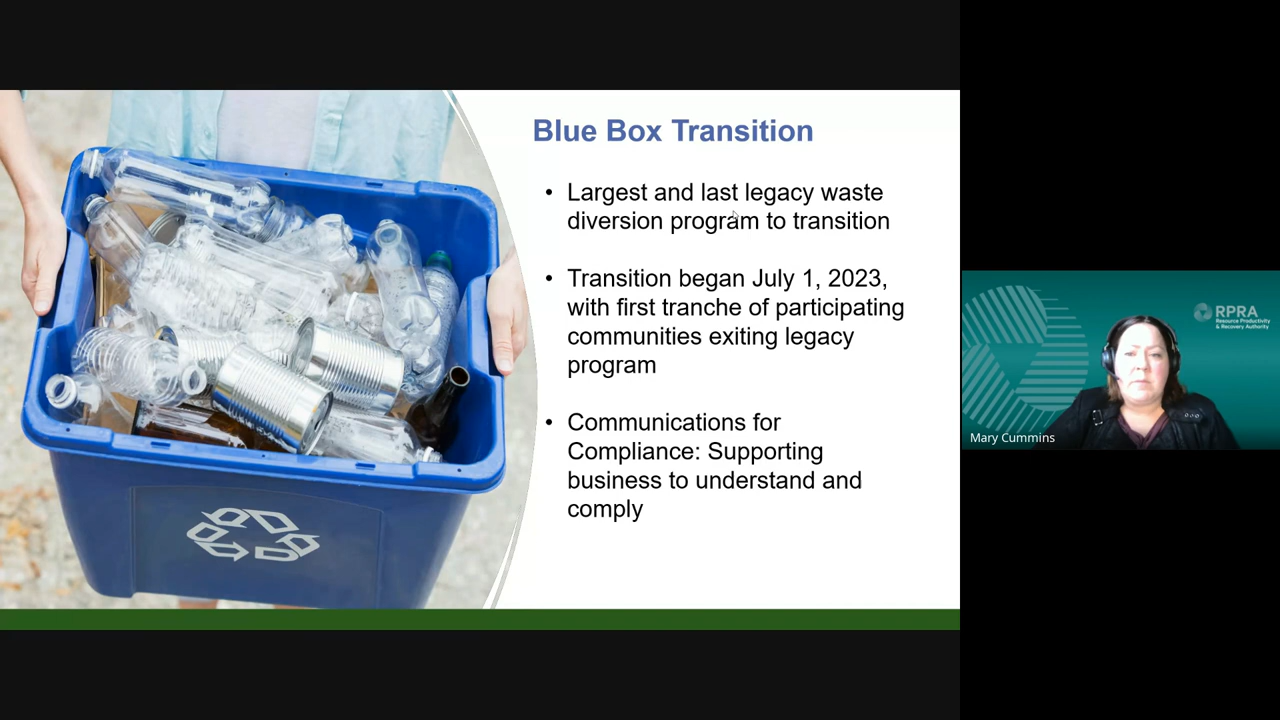 Blue Box Transition
• Largest and last legacy waste
diversion program to transition
• Transition began July 1, 2023,
with first tranche of participating
communities exiting legacy
program
• Communications for
Compliance: Supporting
business to understand and
comply
RPRA
Resource Productivity
& Recovery Authority
Mary Cummins